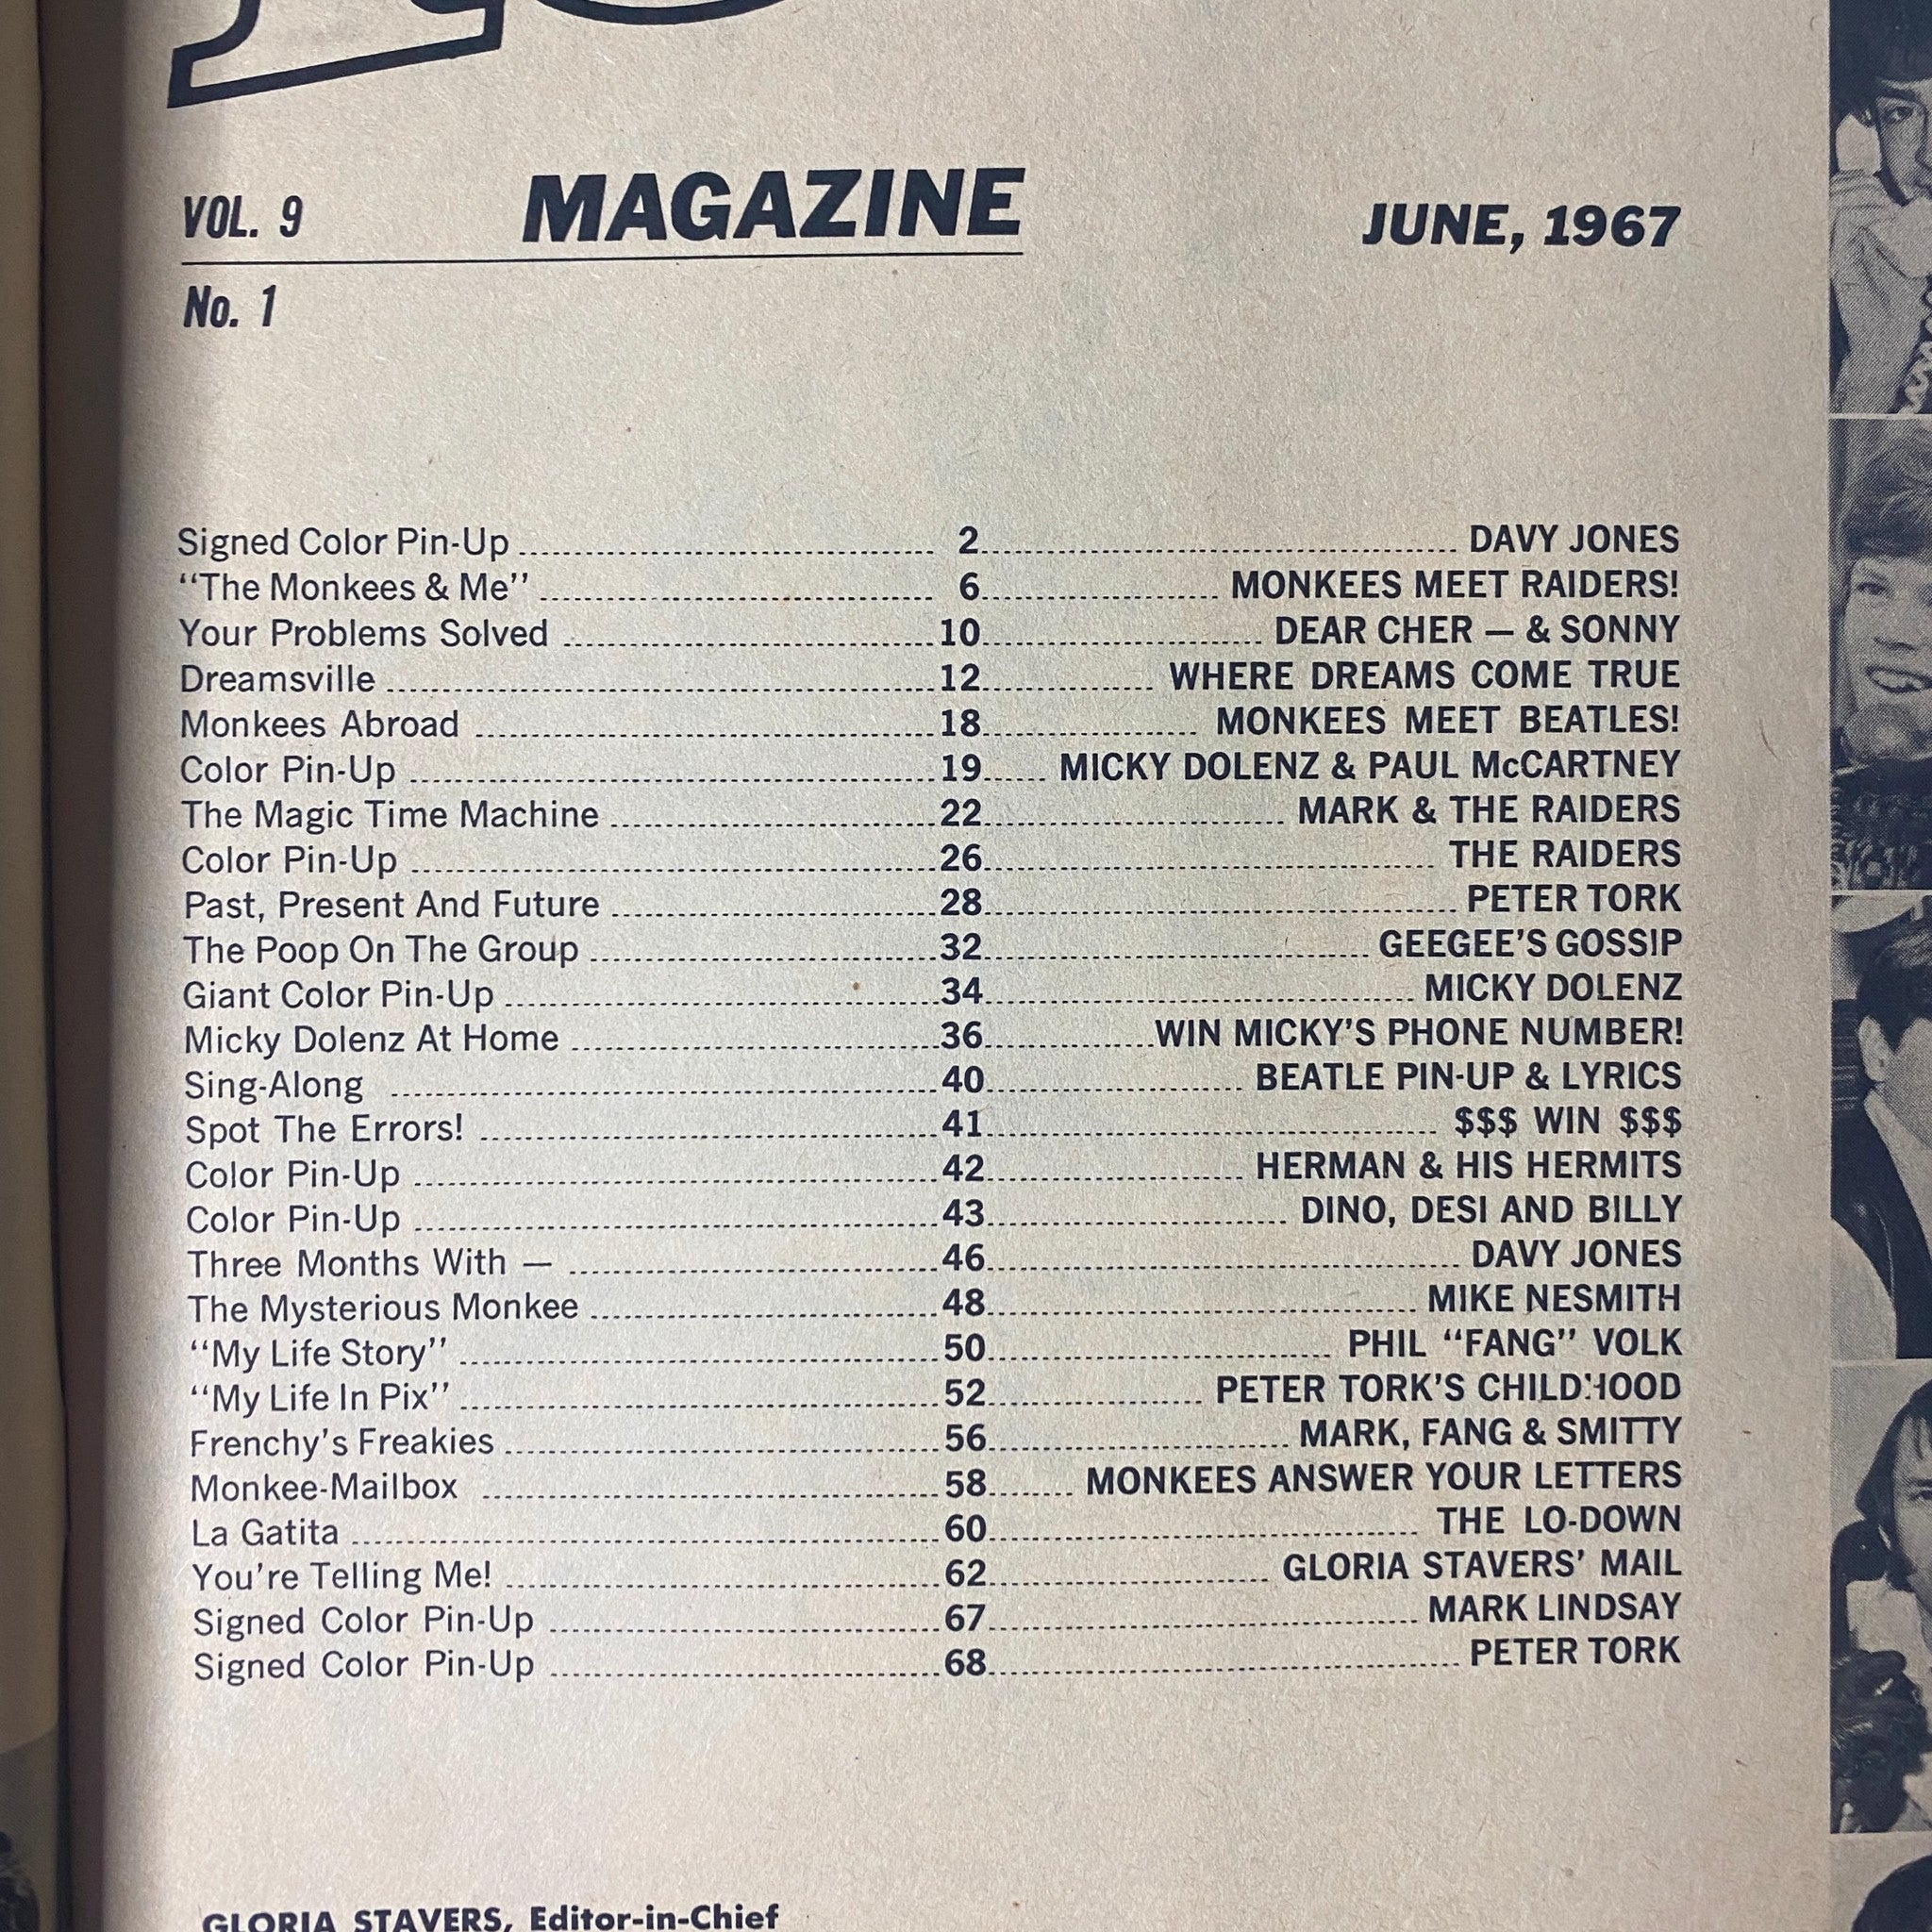 VOL. 9 MAGAZINE JUNE, 1967
No. 1
Signed Color Pin-Up 2 DAVY JONES
“The Monkees & Me” 6 MONKEES MEET RAIDERS!
Your Problems Solved 10 DEAR CHER — & SONNY
Dreamsville 12 WHERE DREAMS COME TRUE
Monkees Abroad 18 MONKEES MEET BEATLES!
Color Pin-Up 19 MICKY DOLENZ & PAUL McCARTNEY
The Magic Time Machine 22 MARK & THE RAIDERS
Color Pin-Up 26 THE RAIDERS
Past, Present And Future 28 PETER TORK
The Poop On The Group 32 GEEGEE’S GOSSIP
Giant Color Pin-Up 34 MICKY DOLENZ
Micky Dolenz At Home 36 WIN MICKY’S PHONE NUMBER!
Sing-Along 40 BEATLE PIN-UP & LYRICS
Spot The Errors! 41 $$$ WIN $$$
Color Pin-Up 42 HERMAN & HIS HERMITS
Color Pin-Up 43 DINO, DESI AND BILLY
Three Months With — 46 DAVY JONES
The Mysterious Monkee 48 MIKE NESMITH
“My Life Story” 50 PHIL “FANG” VOLK
“My Life In Pix” 52 PETER TORK’S CHILDHOOD
Frenchy’s Freakies 56 MARK, FANG & SMITTY
Monkee-Mailbox 58 MONKEES ANSWER YOUR LETTERS
La Gatita 60 THE LO-DOWN
You’re Telling Me! 62 GLORIA STAVERS’ MAIL
Signed Color Pin-Up 67 MARK LINDSAY
Signed Color Pin-Up 68 PETER TORK
GLORIA STAVERS, Editor-in-Chief